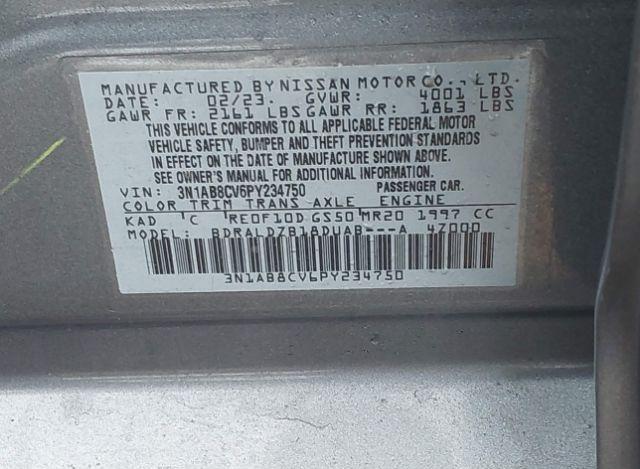 MANUFACTURED BY NISSAN MOTOR CO., LTD.
DATE: 02/23. GVWR: 4001 LBS
GAWR FR: 2161 LBS GAWR RR: 1863 LBS
THIS VEHICLE CONFORMS TO ALL APPLICABLE FEDERAL MOTOR
VEHICLE SAFETY, BUMPER AND THEFT PREVENTION STANDARDS
IN EFFECT ON THE DATE OF MANUFACTURE SHOWN ABOVE.
SEE OWNER'S MANUAL FOR ADDITIONAL INFORMATION.
VIN: 3N1AB8CV6PY234750 PASSENGER CAR.
COLOR TRIM TRANS AXLE ENGINE
KAD C RE0F10D GS50 MR20 1997 CC
MODEL: BDRALDZB18DUAB---A 4Z000
3N1AB8CV6PY234750